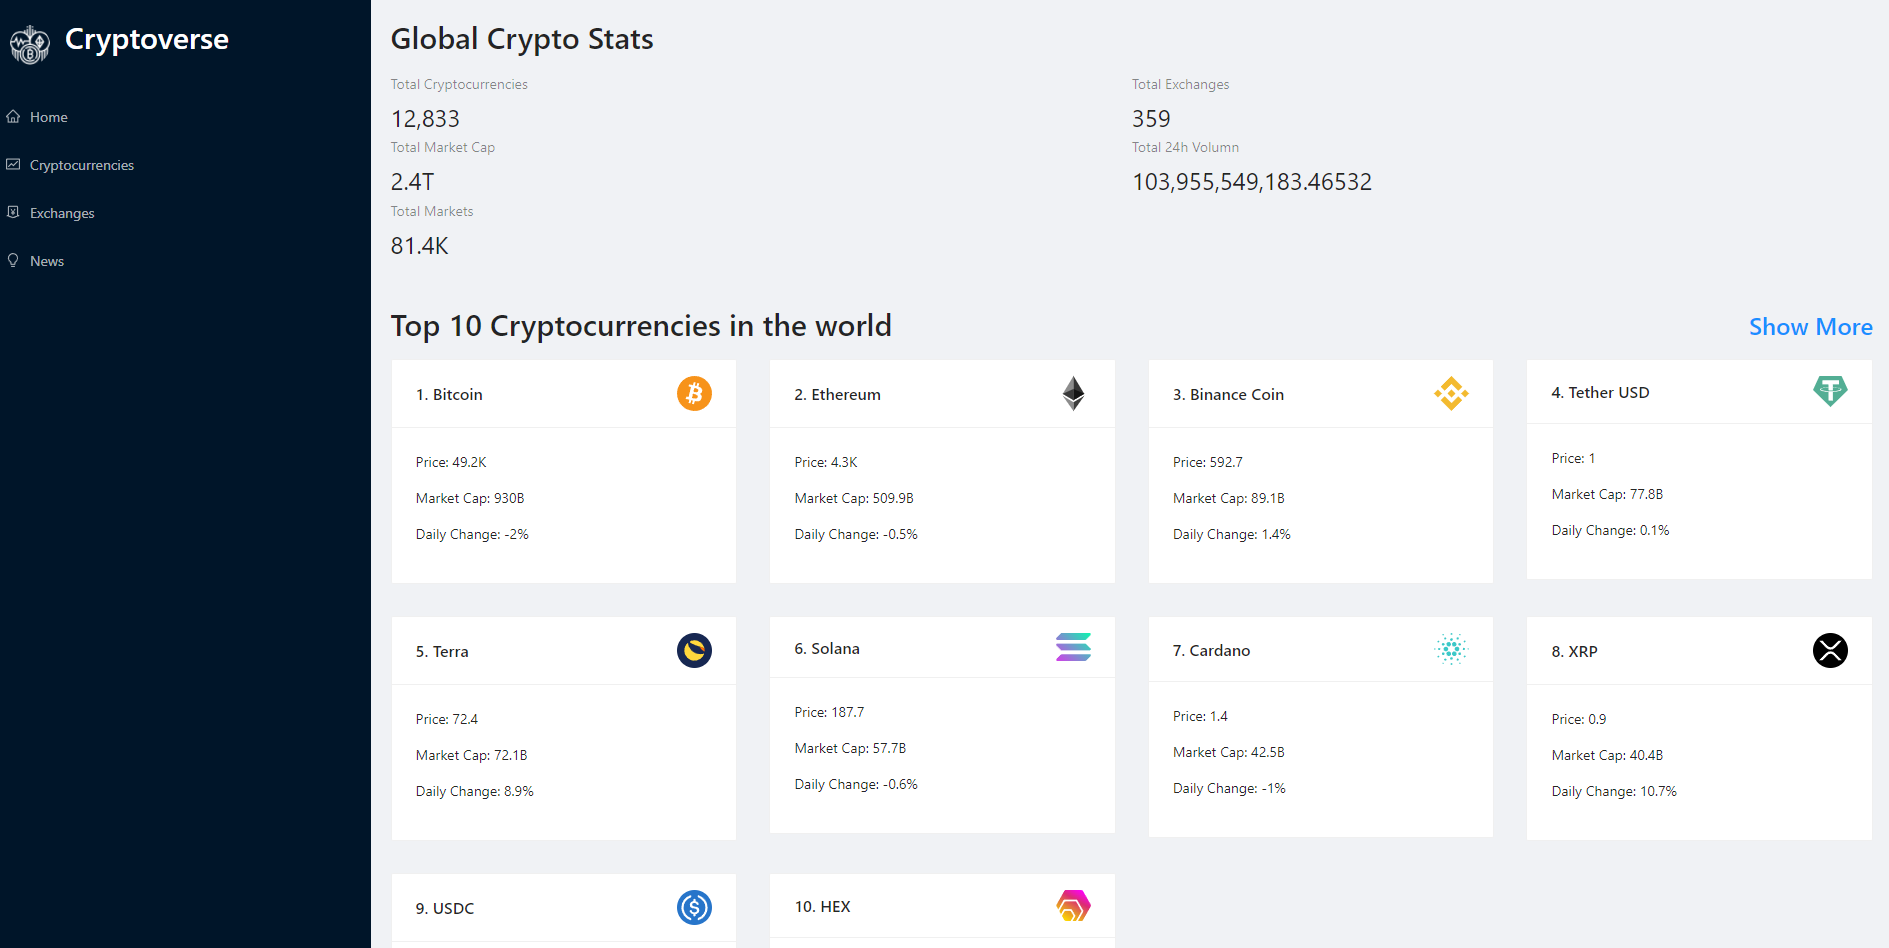 Cryptoverse
Home
Cryptocurrencies
Exchanges
News
Global Crypto Stats
Total Cryptocurrencies
12,833
Total Exchanges
359
Total Market Cap
2.4T
Total 24h Volumn
103,955,549,183.46532
Total Markets
81.4K
Top 10 Cryptocurrencies in the world
Show More
1. Bitcoin
Price: 49.2K
Market Cap: 930B
Daily Change: -2%
2. Ethereum
Price: 4.3K
Market Cap: 509.9B
Daily Change: -0.5%
3. Binance Coin
Price: 592.7
Market Cap: 89.1B
Daily Change: 1.4%
4. Tether USD
Price: 1
Market Cap: 77.8B
Daily Change: 0.1%
5. Terra
Price: 72.4
Market Cap: 72.1B
Daily Change: 8.9%
6. Solana
Price: 187.7
Market Cap: 57.7B
Daily Change: -0.6%
7. Cardano
Price: 1.4
Market Cap: 42.5B
Daily Change: -1%
8. XRP
Price: 0.9
Market Cap: 40.4B
Daily Change: 10.7%
9. USDC
10. HEX